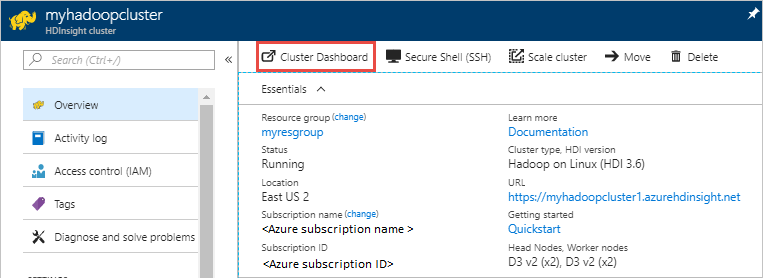 myhadoopcluster
HDInsight cluster
Search (Ctrl+/)
Overview
Activity log
Access control (IAM)
Tags
Diagnose and solve problems
Cluster Dashboard Secure Shell (SSH) Scale cluster Move Delete
Essentials
Resource group (change)
myresgroup
Status
Running
Location
East US 2
Subscription name (change)
<Azure subscription name >
Subscription ID
<Azure subscription ID>
Learn more
Documentation
Cluster type, HDI version
Hadoop on Linux (HDI 3.6)
URL
https://myhadoopcluster1.azurehdinsight.net
Getting started
Quickstart
Head Nodes, Worker nodes
D3 v2 (x2), D3 v2 (x2)